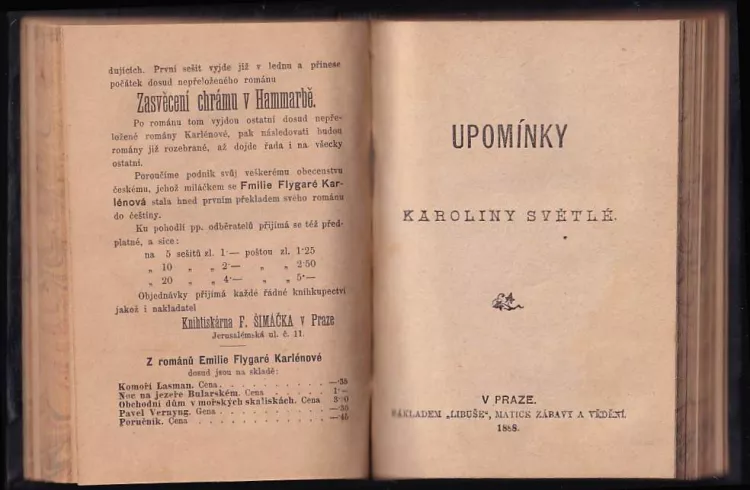 dujících. První sešit vyjde již v lednu a přinese
počátek dosud nepřeloženého románu
Zasvěcení chrámu v Hammarbě.
Po románu tom vyjdou ostatní dosud nepře-
ložené romány Karlénové, pak následovati budou
romány již rozebrané, až dojde řada i na všecky
ostatní.
Poroučíme podnik svůj veškerému obecenstvu
českému, jehož miláčkem se Emilie Flygaré Kar-
lénová stala hned prvním překladem svého románu
do češtiny.
Ku pohodlí pp. odběratelů přijímá se též před-
platné, a sice:
na 5 sešitů zl. 1·— poštou zl. 1·25
„ 10 „ „ 2·— „ „ 2·50
„ 20 „ „ 4·— „ „ 5·—
Objednávky přijímá každé řádné knihkupectví
jakož i nakladatel
Knihtiskárna F. ŠIMÁČKA v Praze
Jerusalémská ul. č. 11.
Z románů Emilie Flygaré Karlénové
dosud jsou na skladě:
Komoří Lasman. Cena . . . . . . . . . —·35
Noc na jezeře Bularském. Cena . . . . . . 1·—
Obchodní dům v mořských skaliskách. Cena
Pavel Vernyng. Cena . . . . . . . . . —·35
Poručník. Cena . . . . . . . . . . . —·45
UPOMÍNKY
KAROLINY SVĚTLÉ.
V PRAZE.
NÁKLADEM „LIBUŠE“, MATICE ZÁBAVY A VĚDĚNÍ.
1888.